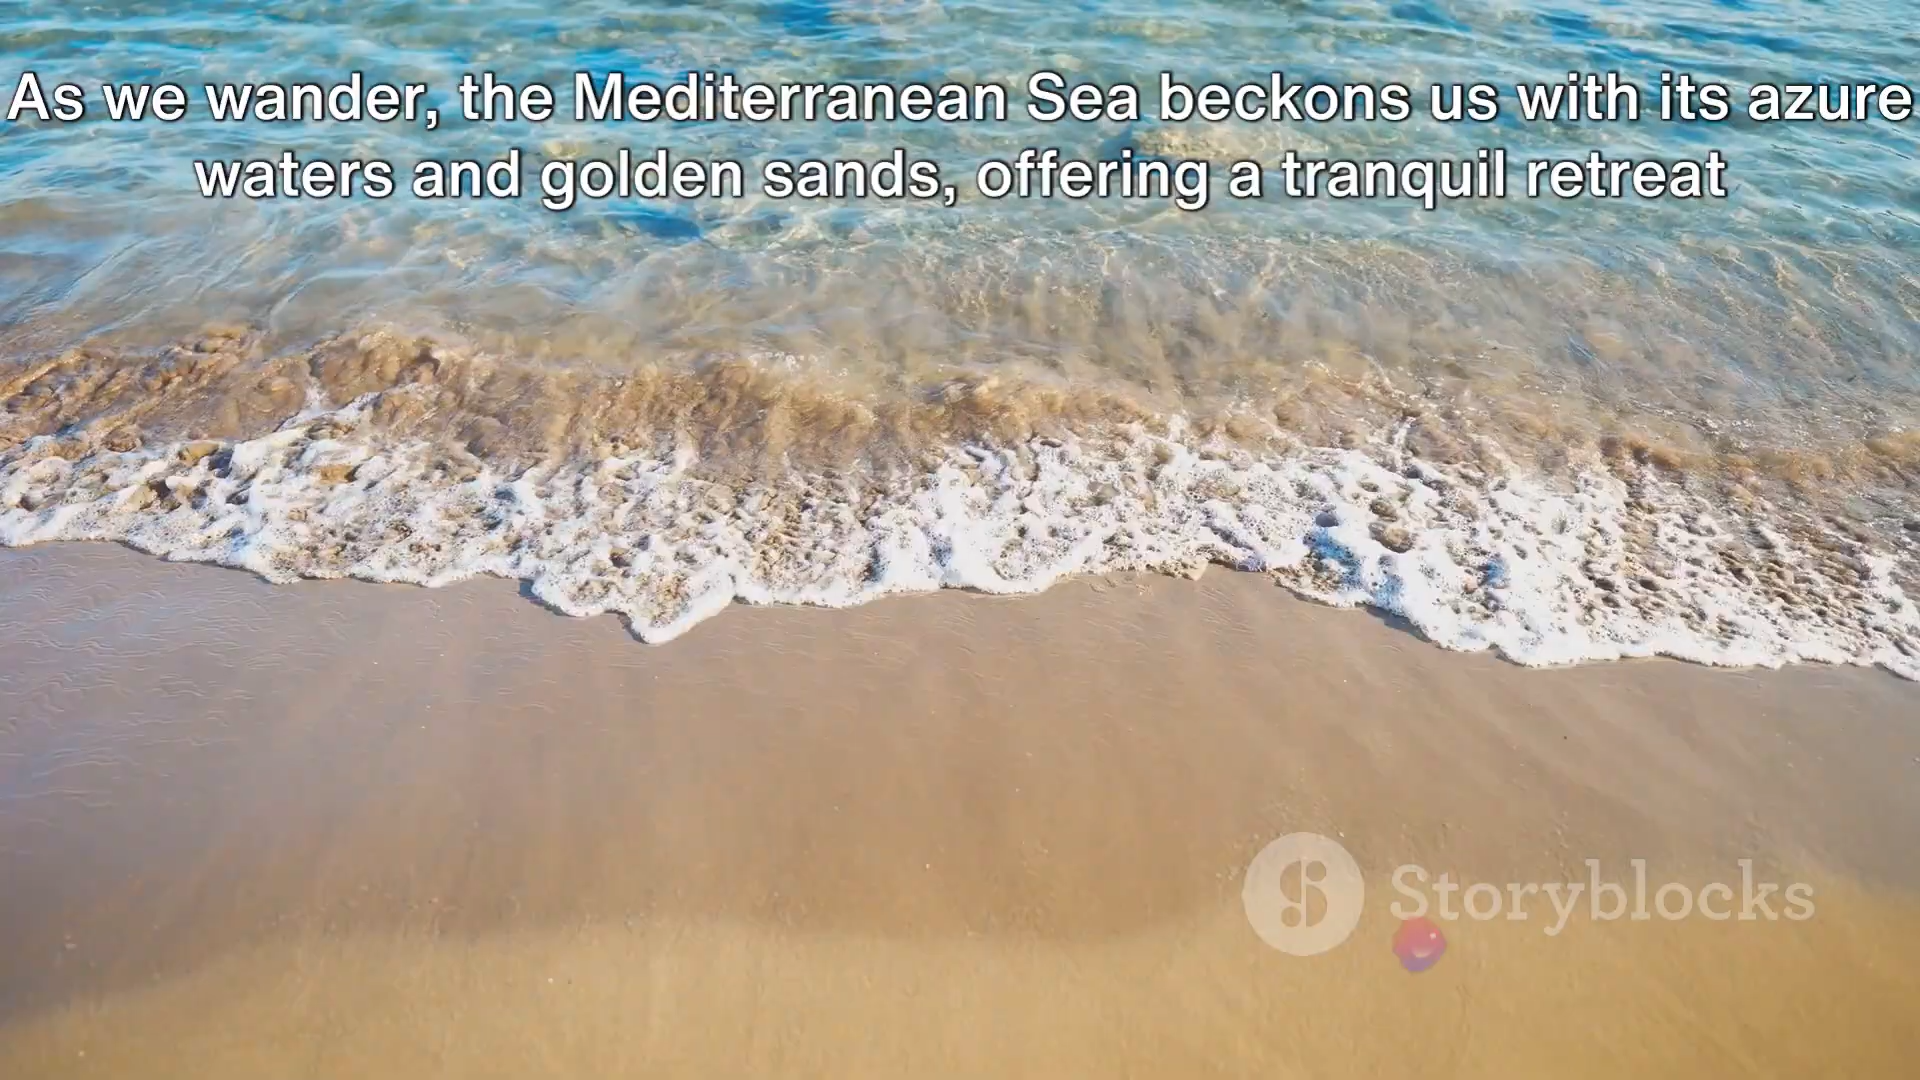 As we wander, the Mediterranean Sea beckons us with its azure
waters and golden sands, offering a tranquil retreat
Storyblocks